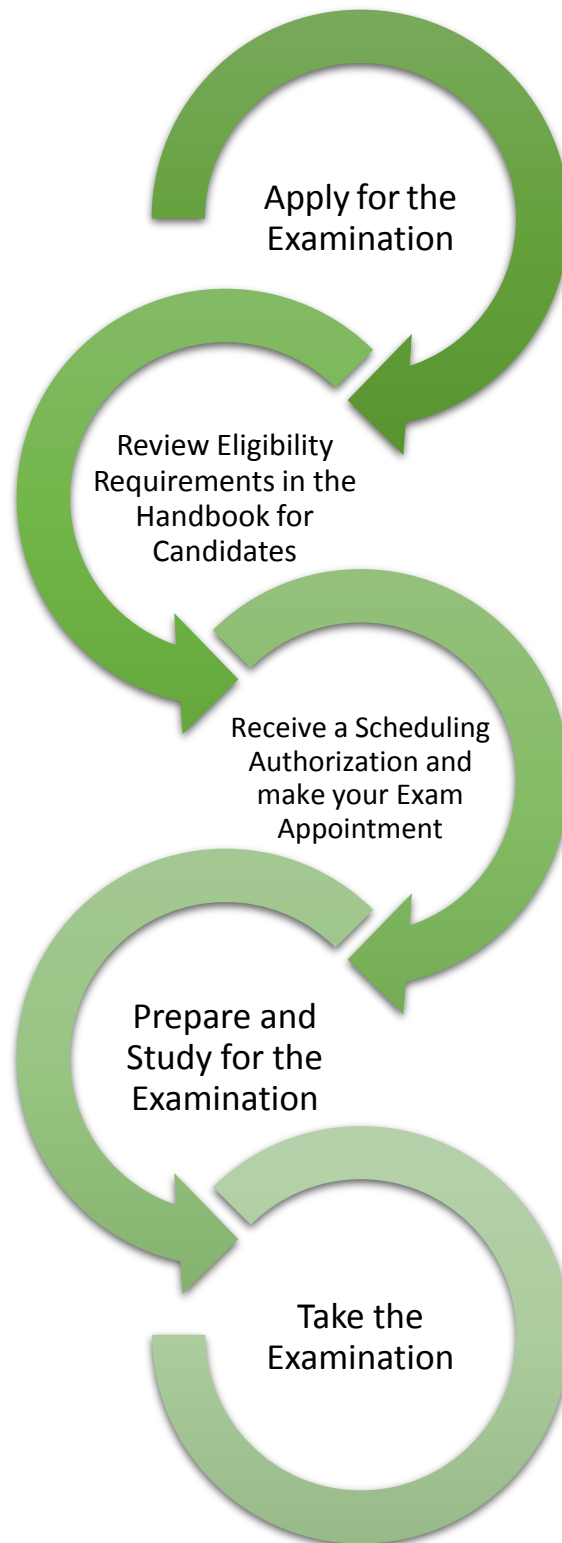 Apply for the
Examination
Review Eligibility
Requirements in the
Handbook for
Candidates
Receive a Scheduling
Authorization and
make your Exam
Appointment
Prepare and
Study for the
Examination
Take the
Examination